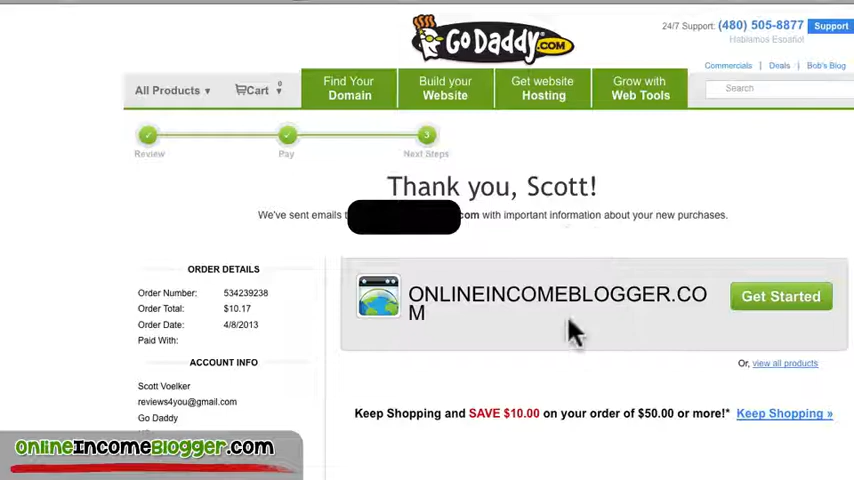 GoDaddy.COM
24/7 Support: (480) 505-8877 Support
Hablamos Español
Commercials | Deals | Bob's Blog
All Products ▾ Cart 0 ▾
Find Your Domain
Build your Website
Get website Hosting
Grow with Web Tools
Search
3
Review Pay Next Steps
Thank you, Scott!
We've sent emails t com with important information about your new purchases.
ORDER DETAILS
Order Number: 534239238
Order Total: $10.17
Order Date: 4/8/2013
Paid With:
ACCOUNT INFO
Scott Voelker
reviews4you@gmail.com
Go Daddy
ONLINEINCOMEBLOGGER.CO
M
Get Started
Or, view all products
Keep Shopping and SAVE $10.00 on your order of $50.00 or more!* Keep Shopping »
OnlineIncomeBlogger.com